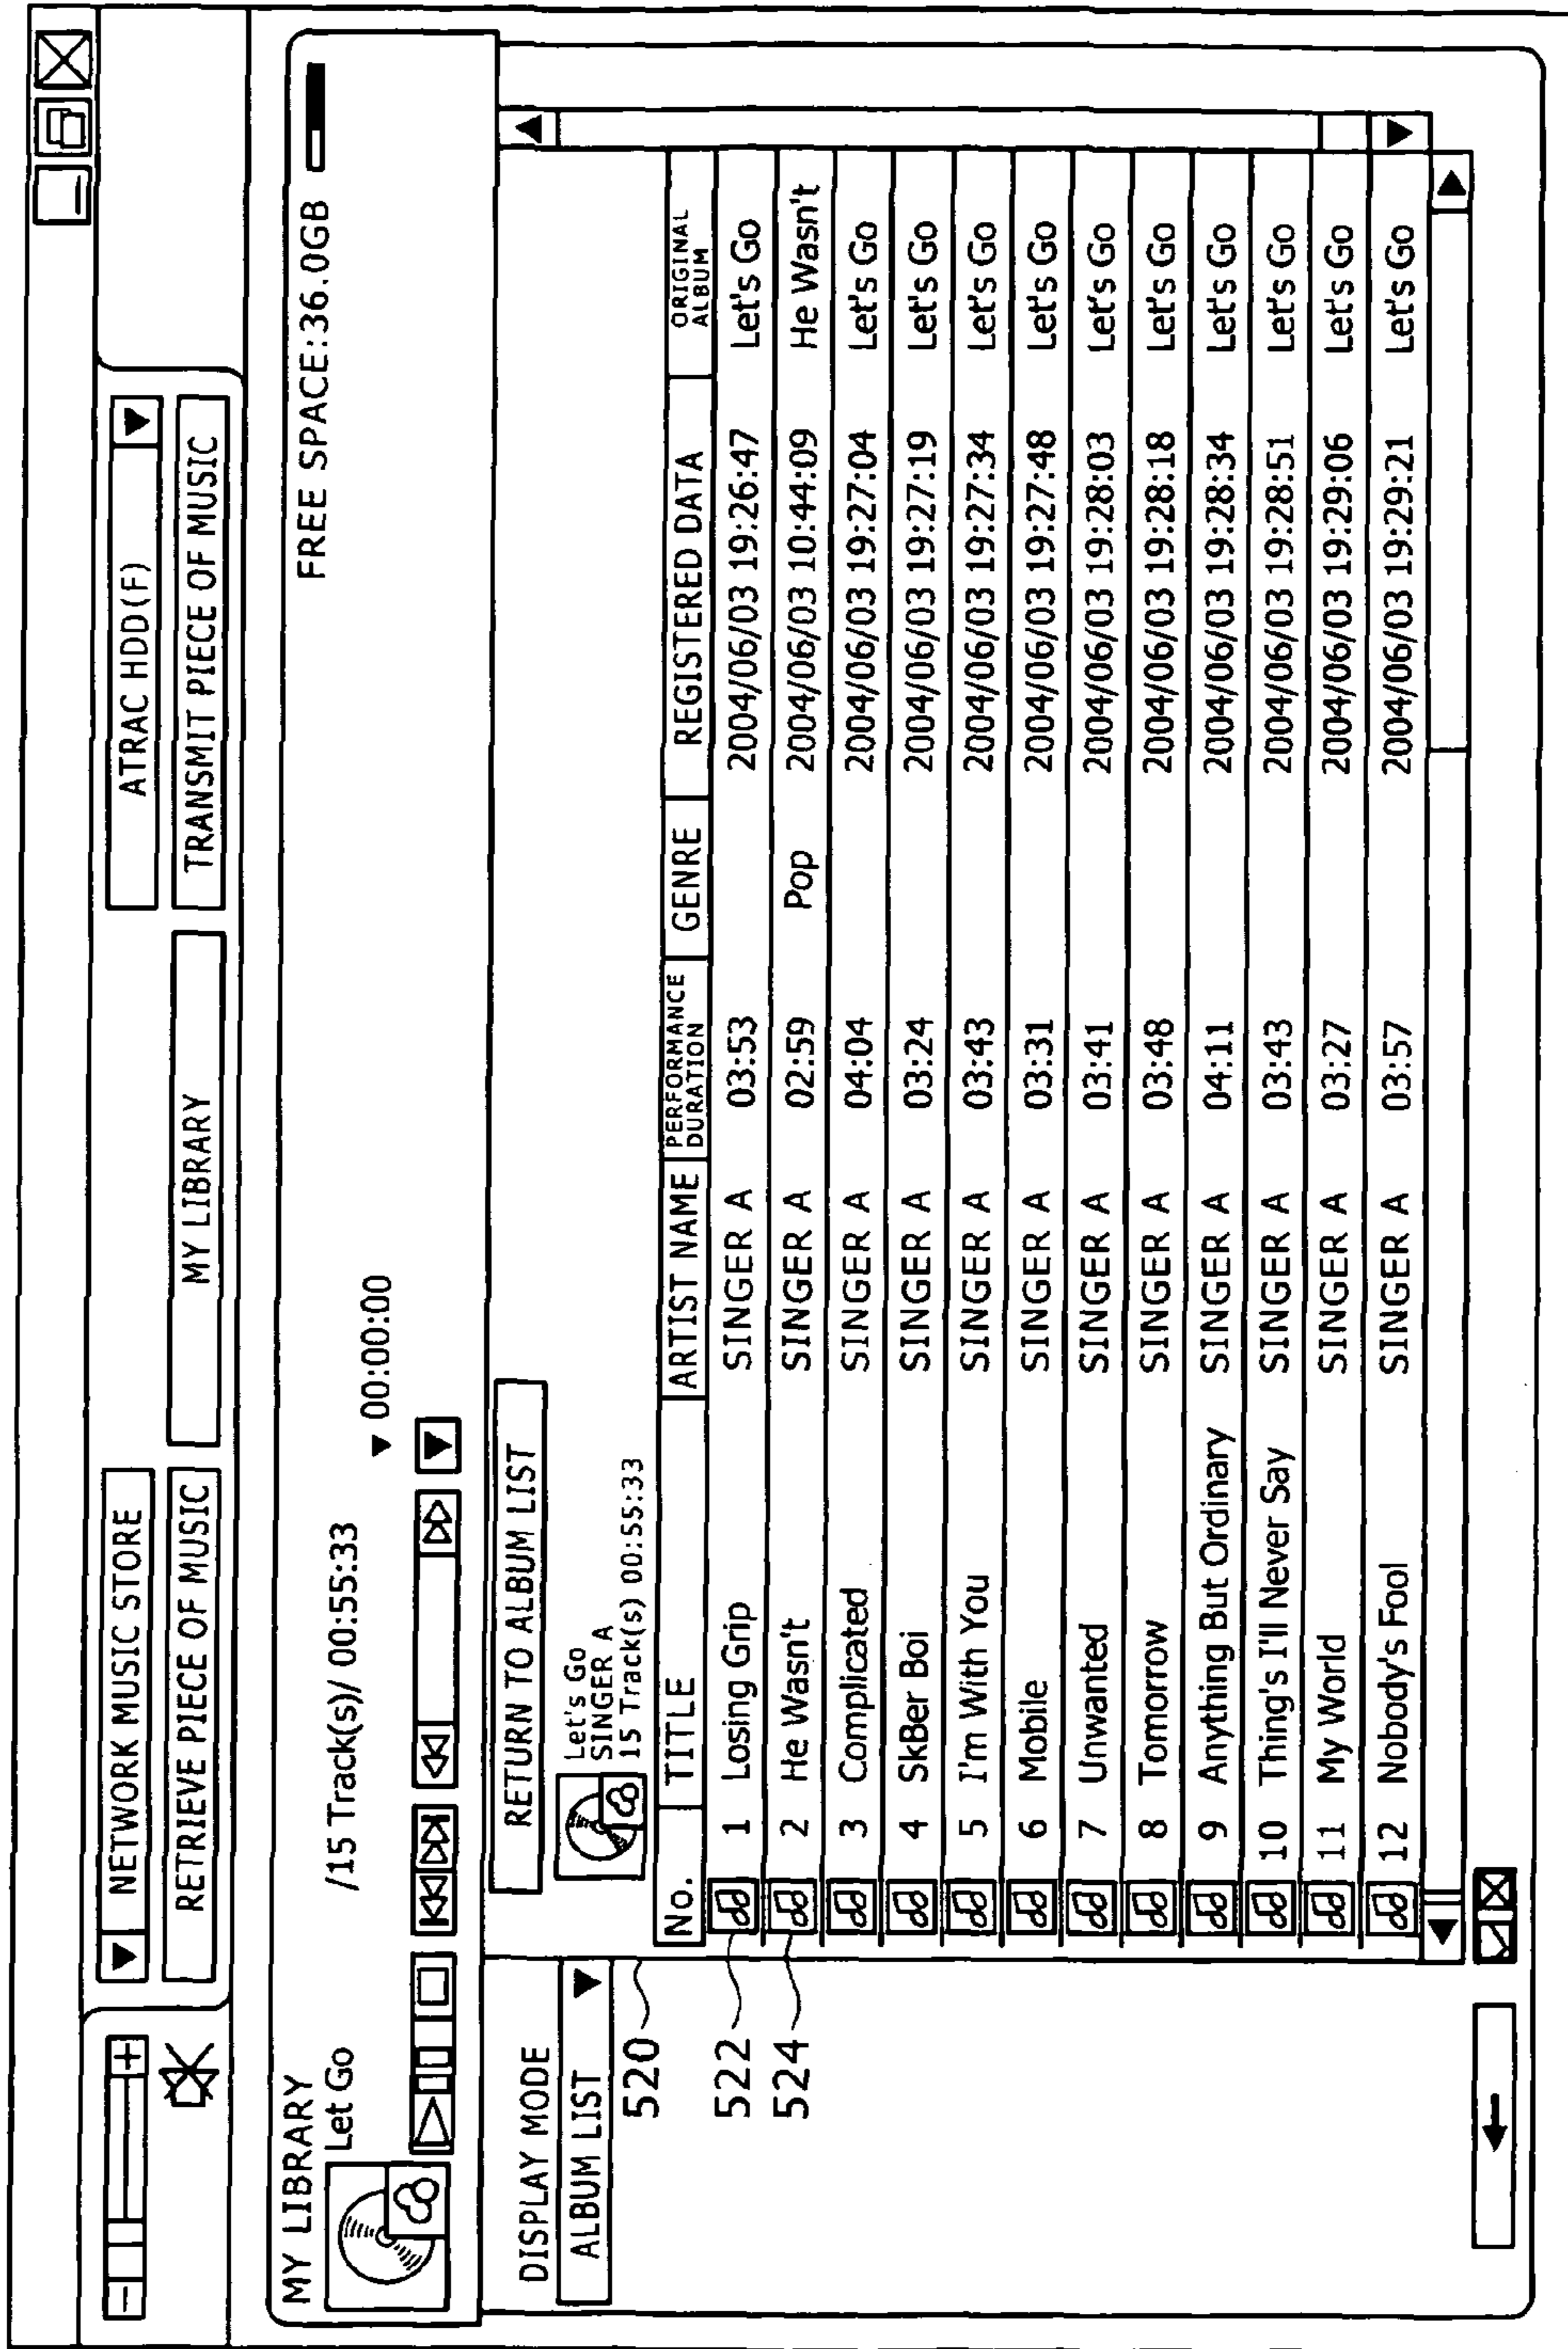 NETWORK MUSIC STORE
ATRAC HDD(F)
RETRIEVE PIECE OF MUSIC
MY LIBRARY
TRANSMIT PIECE OF MUSIC
MY LIBRARY
FREE SPACE:36.0GB
Let Go
/15 Track(s)/ 00:55:33
00:00:00
DISPLAY MODE
ALBUM LIST
RETURN TO ALBUM LIST
Let's Go
SINGER A
15 Track(s) 00:55:33
520
No. TITLE ARTIST NAME PERFORMANCE DURATION GENRE REGISTERED DATA ORIGINAL ALBUM
522 1 Losing Grip SINGER A 03:53 2004/06/03 19:26:47 Let's Go
524 2 He Wasn't SINGER A 02:59 Pop 2004/06/03 10:44:09 He Wasn't
3 Complicated SINGER A 04:04 2004/06/03 19:27:04 Let's Go
4 Sk8er Boi SINGER A 03:24 2004/06/03 19:27:19 Let's Go
5 I'm With You SINGER A 03:43 2004/06/03 19:27:34 Let's Go
6 Mobile SINGER A 03:31 2004/06/03 19:27:48 Let's Go
7 Unwanted SINGER A 03:41 2004/06/03 19:28:03 Let's Go
8 Tomorrow SINGER A 03:48 2004/06/03 19:28:18 Let's Go
9 Anything But Ordinary SINGER A 04:11 2004/06/03 19:28:34 Let's Go
10 Thing's I'll Never Say SINGER A 03:43 2004/06/03 19:28:51 Let's Go
11 My World SINGER A 03:27 2004/06/03 19:29:06 Let's Go
12 Nobody's Fool SINGER A 03:57 2004/06/03 19:29:21 Let's Go